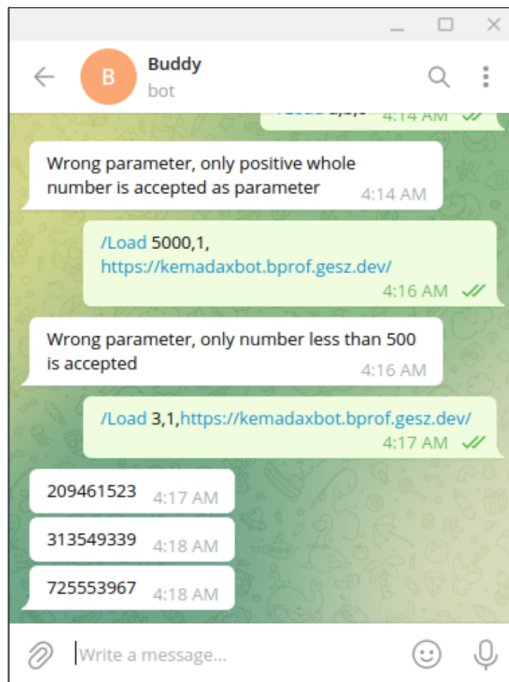 B
Buddy
bot
4:14 AM
Wrong parameter, only positive whole
number is accepted as parameter 4:14 AM
/Load 5000,1,
https://kemadaxbot.bprof.gesz.dev/
4:16 AM
Wrong parameter, only number less than 500
is accepted 4:16 AM
/Load 3,1,https://kemadaxbot.bprof.gesz.dev/
4:17 AM
209461523 4:17 AM
313549339 4:18 AM
725553967 4:18 AM
Write a message...